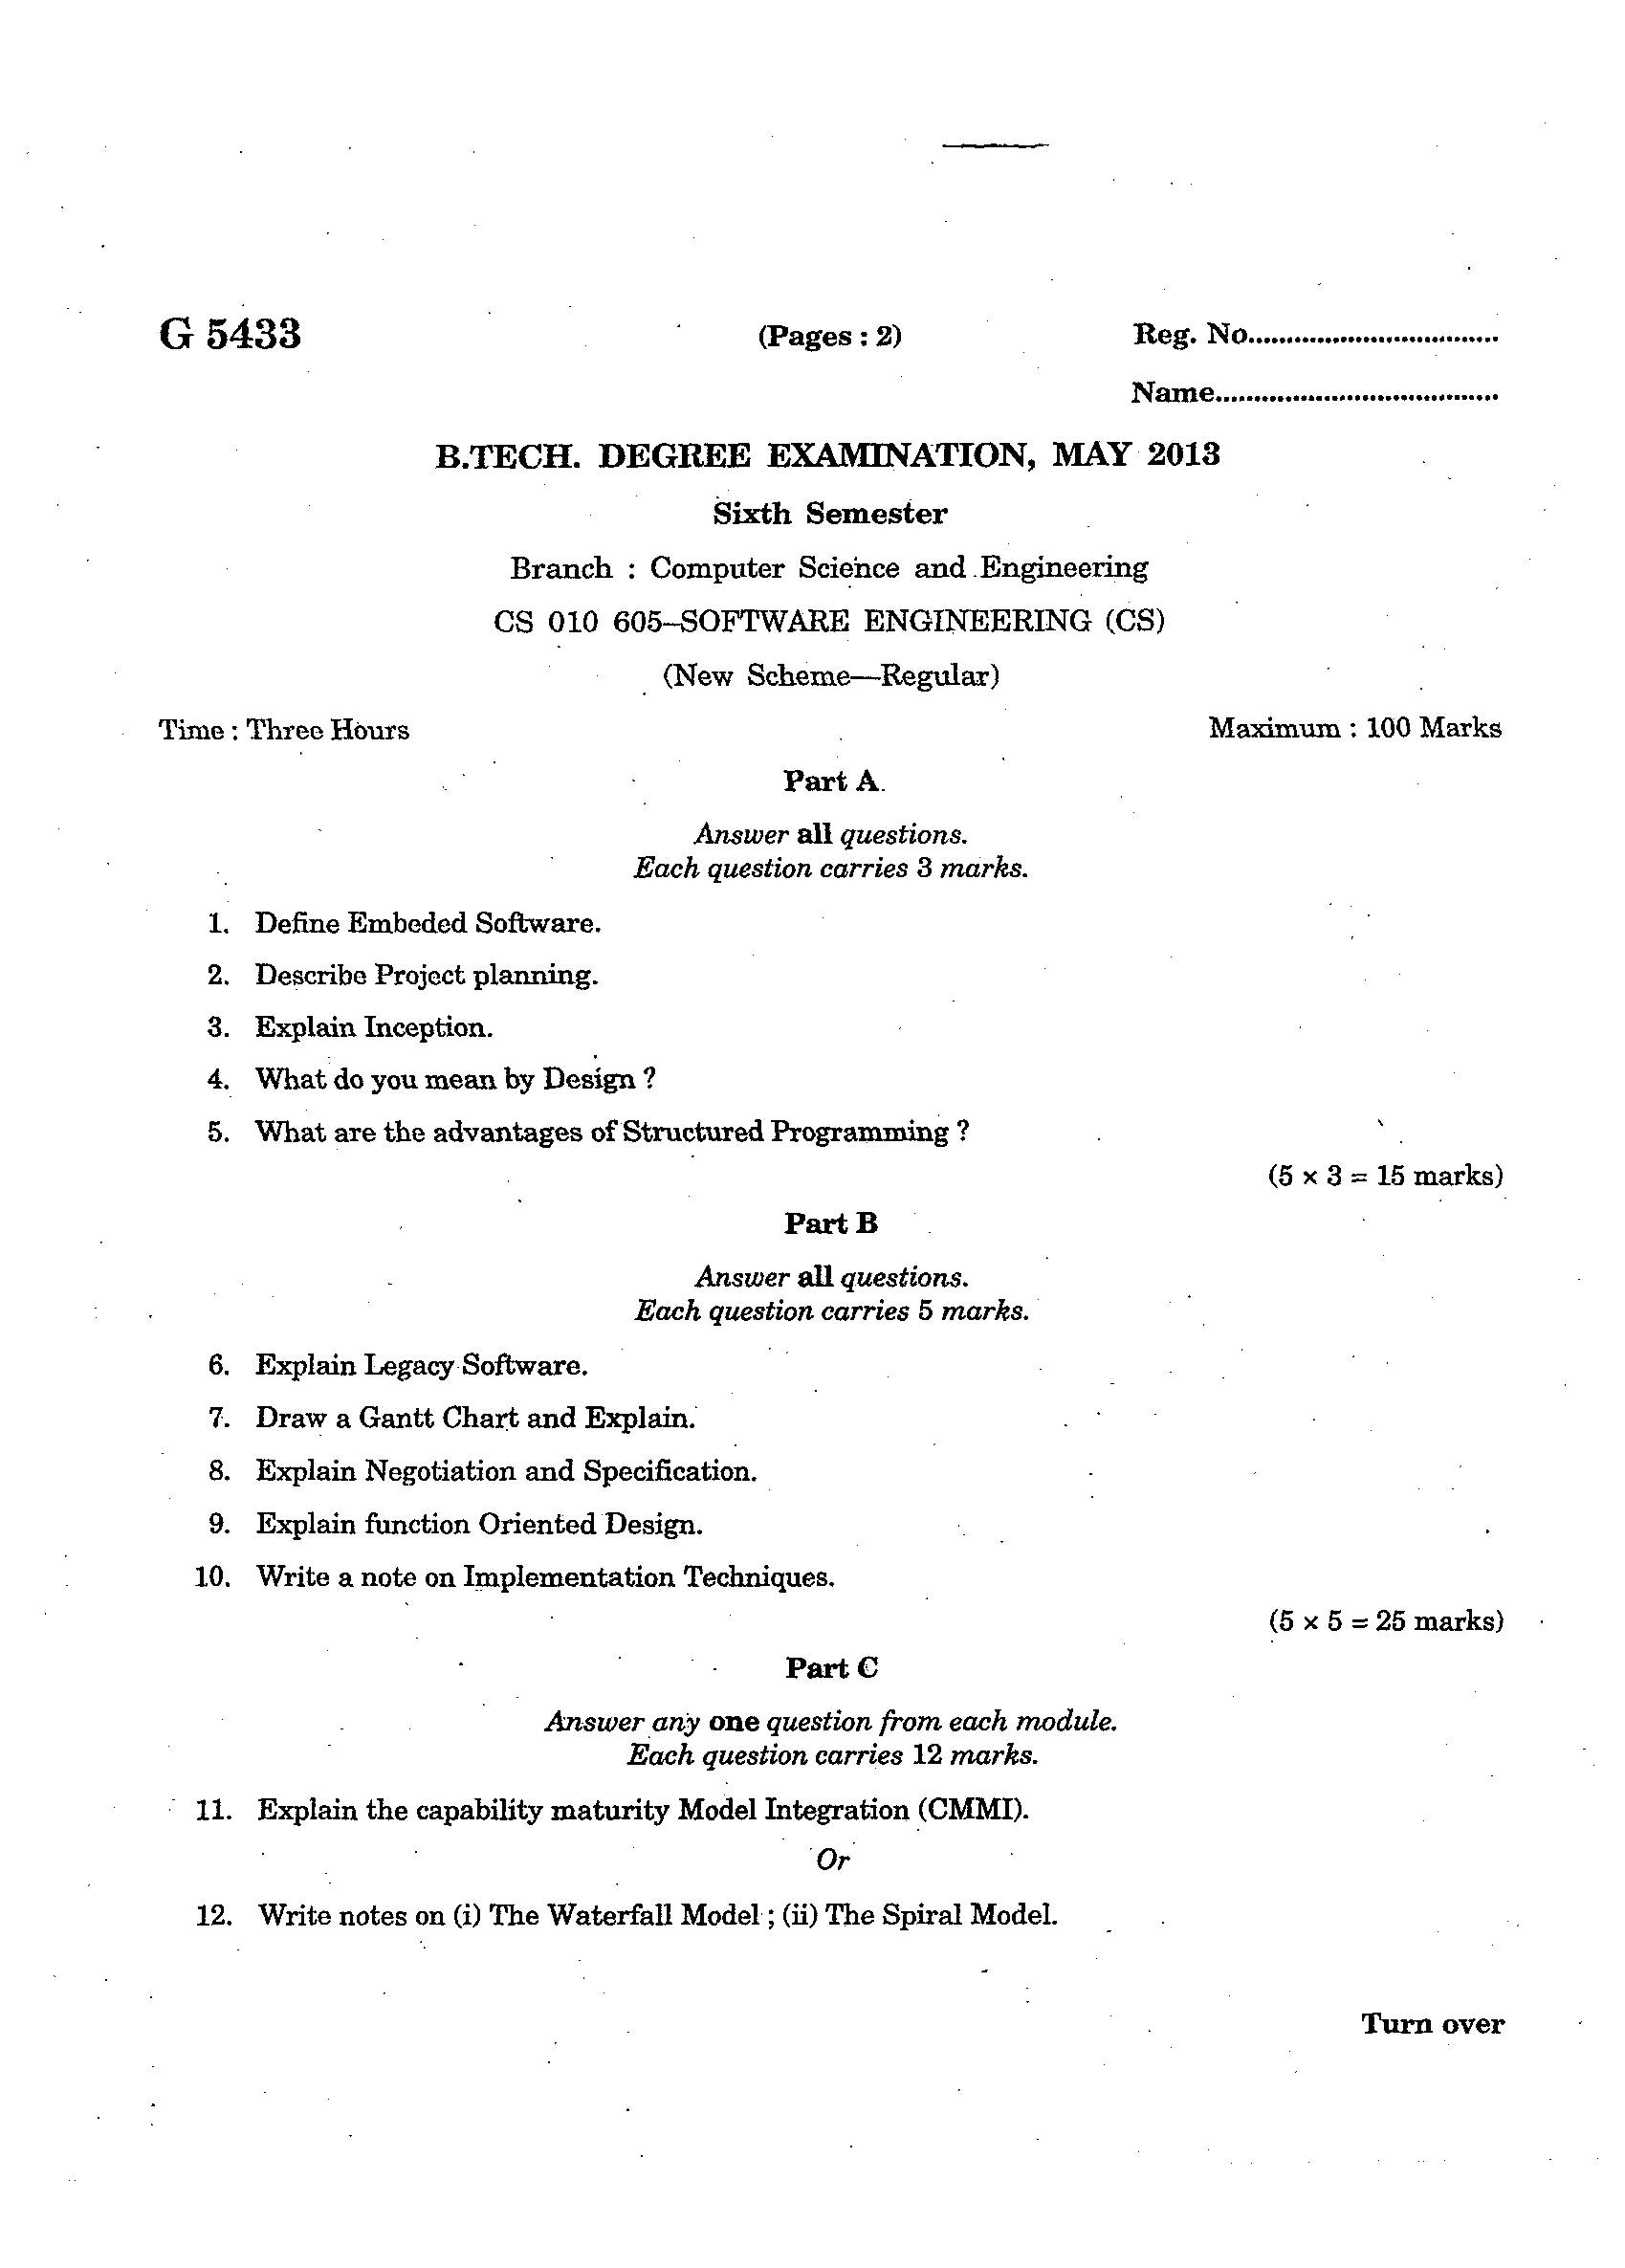 G 5433
(Pages : 2)
Reg. No.................................
Name.....................................
B.TECH. DEGREE EXAMINATION, MAY 2013
Sixth Semester
Branch : Computer Science and Engineering
CS 010 605–SOFTWARE ENGINEERING (CS)
(New Scheme—Regular)
Time : Three Hours
Maximum : 100 Marks
Part A
Answer all questions.
Each question carries 3 marks.
1. Define Embeded Software.
2. Describe Project planning.
3. Explain Inception.
4. What do you mean by Design ?
5. What are the advantages of Structured Programming ?
(5 × 3 = 15 marks)
Part B
Answer all questions.
Each question carries 5 marks.
6. Explain Legacy Software.
7. Draw a Gantt Chart and Explain.
8. Explain Negotiation and Specification.
9. Explain function Oriented Design.
10. Write a note on Implementation Techniques.
(5 × 5 = 25 marks)
Part C
Answer any one question from each module.
Each question carries 12 marks.
11. Explain the capability maturity Model Integration (CMMI).
Or
12. Write notes on (i) The Waterfall Model ; (ii) The Spiral Model.
Turn over